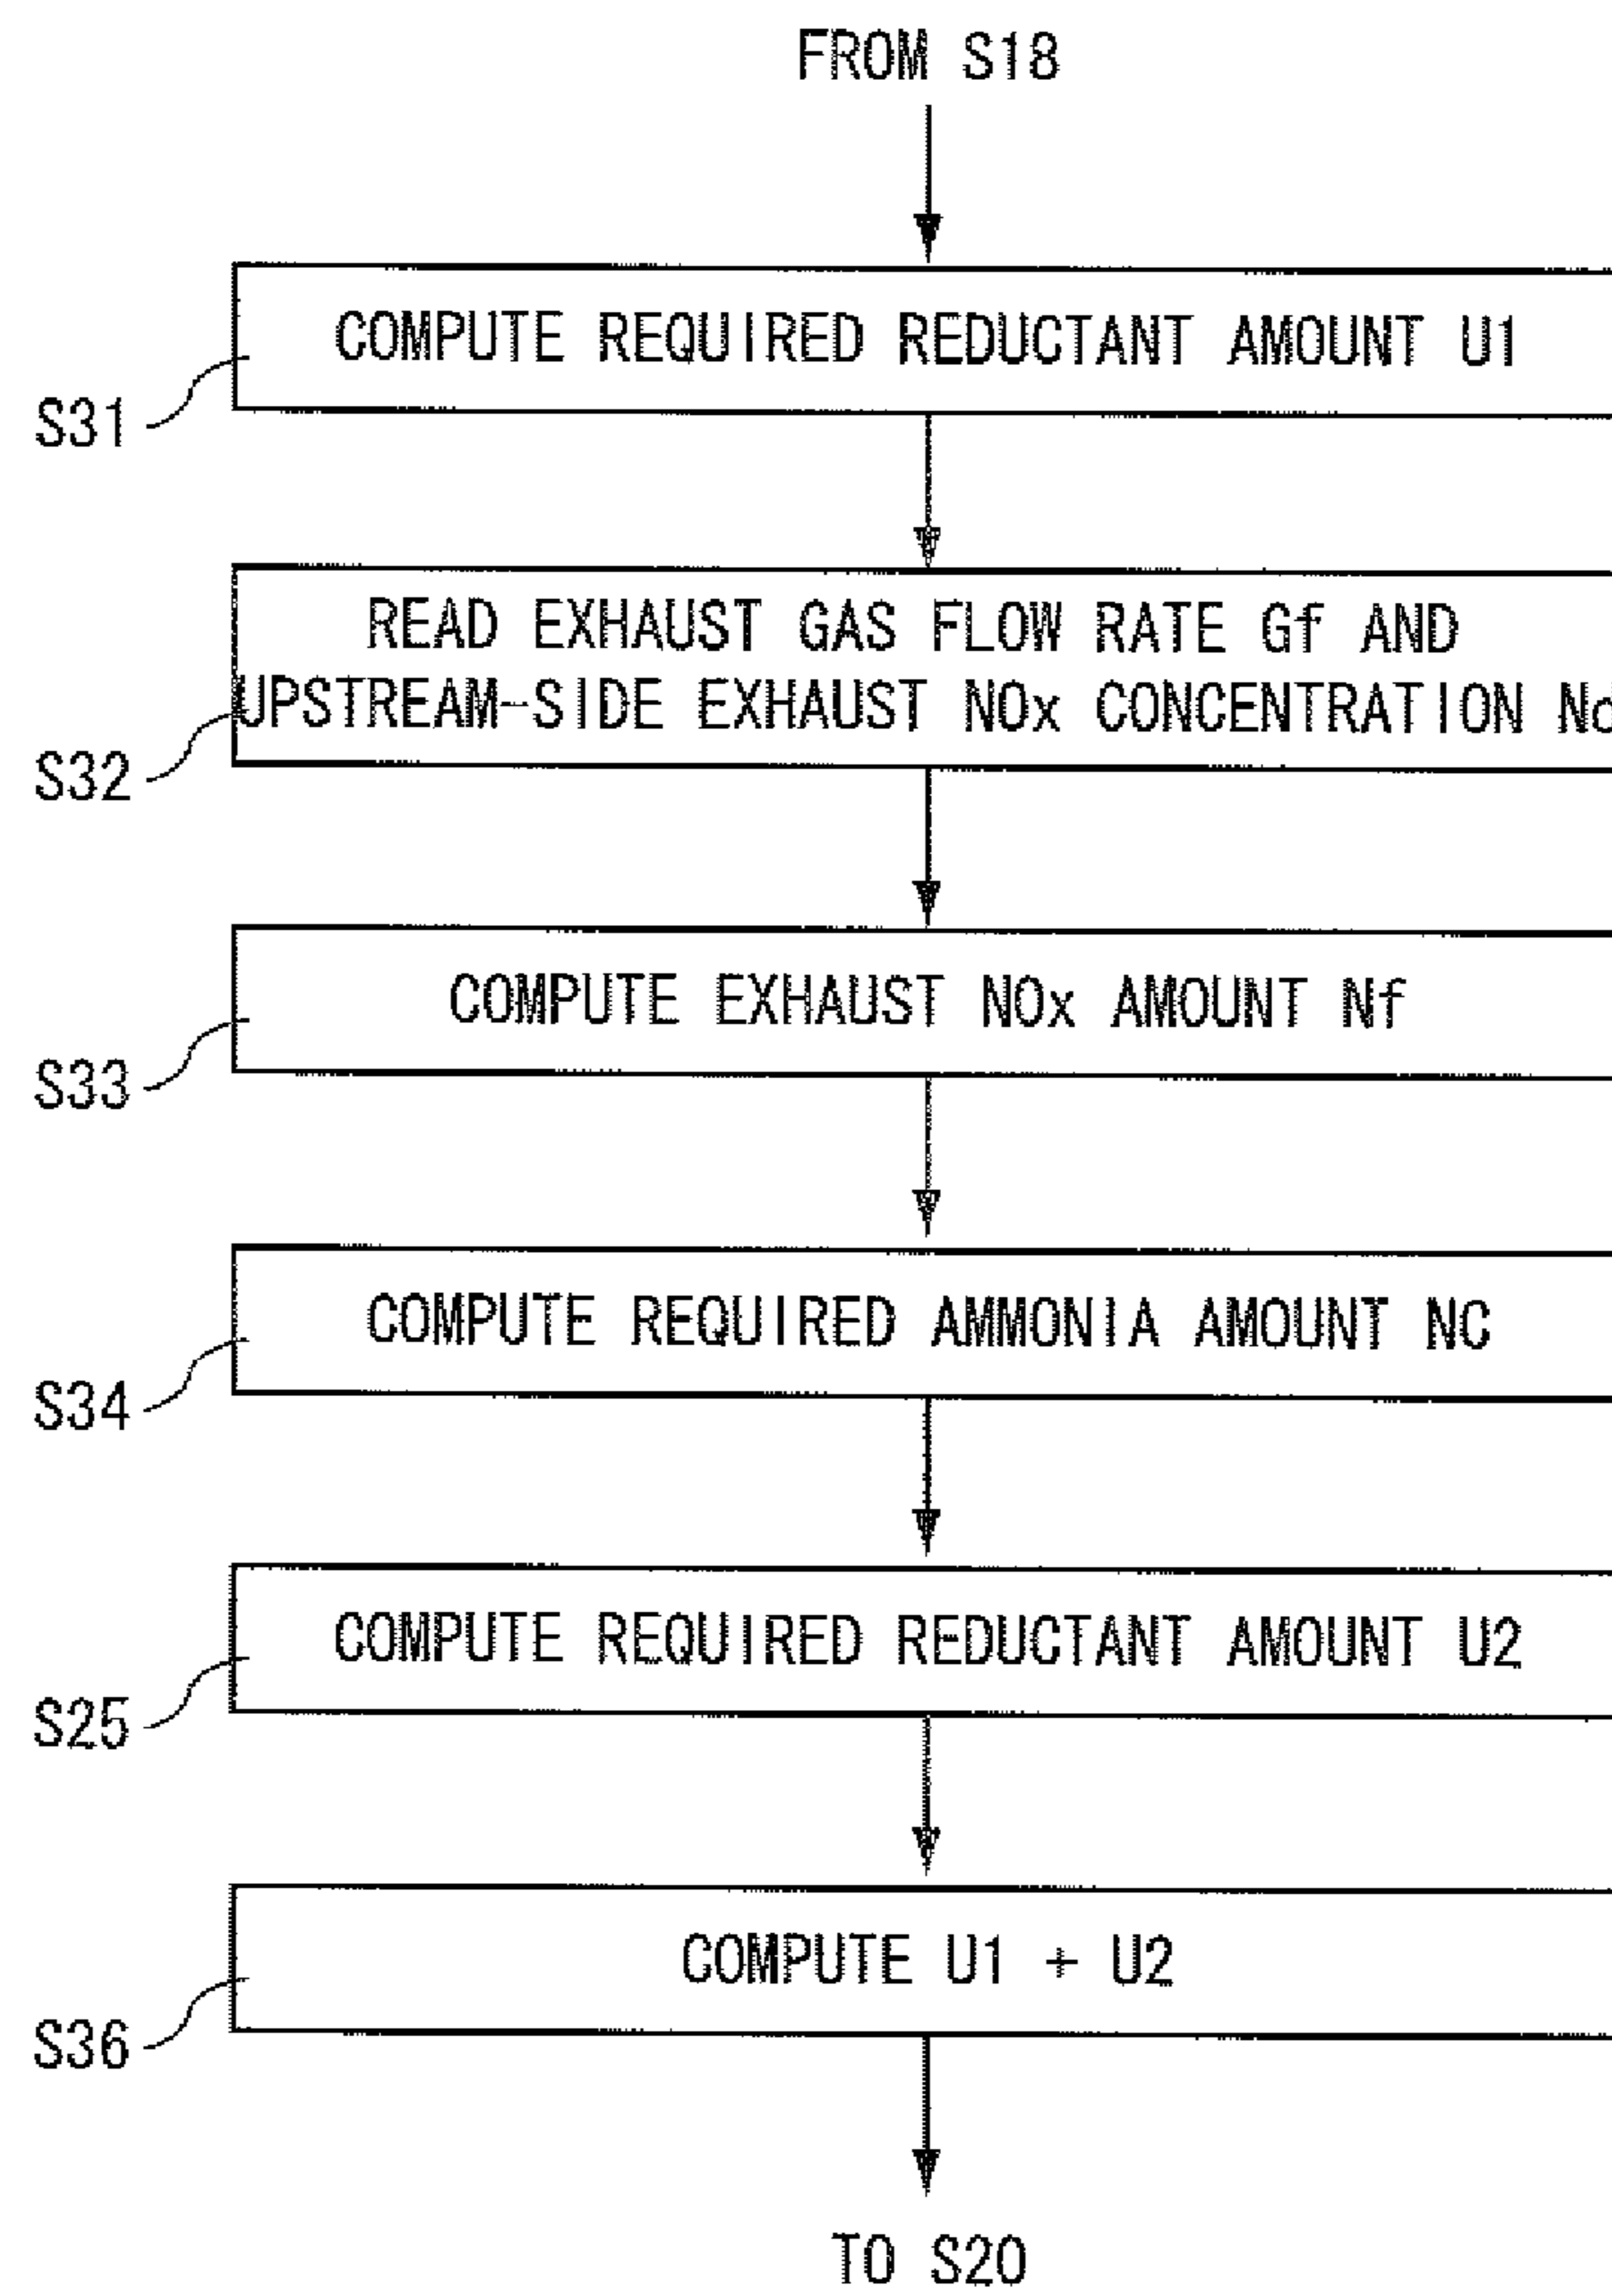 FROM S18
COMPUTE REQUIRED REDUCTANT AMOUNT U1
S31
READ EXHAUST GAS FLOW RATE Gf AND
UPSTREAM-SIDE EXHAUST NOx CONCENTRATION
S32
COMPUTE EXHAUST NOx AMOUNT Nf
S33
COMPUTE REQUIRED AMMONIA AMOUNT NC
S34
COMPUTE REQUIRED REDUCTANT AMOUNT U2
S25
COMPUTE U1 + U2
S36
TO S20